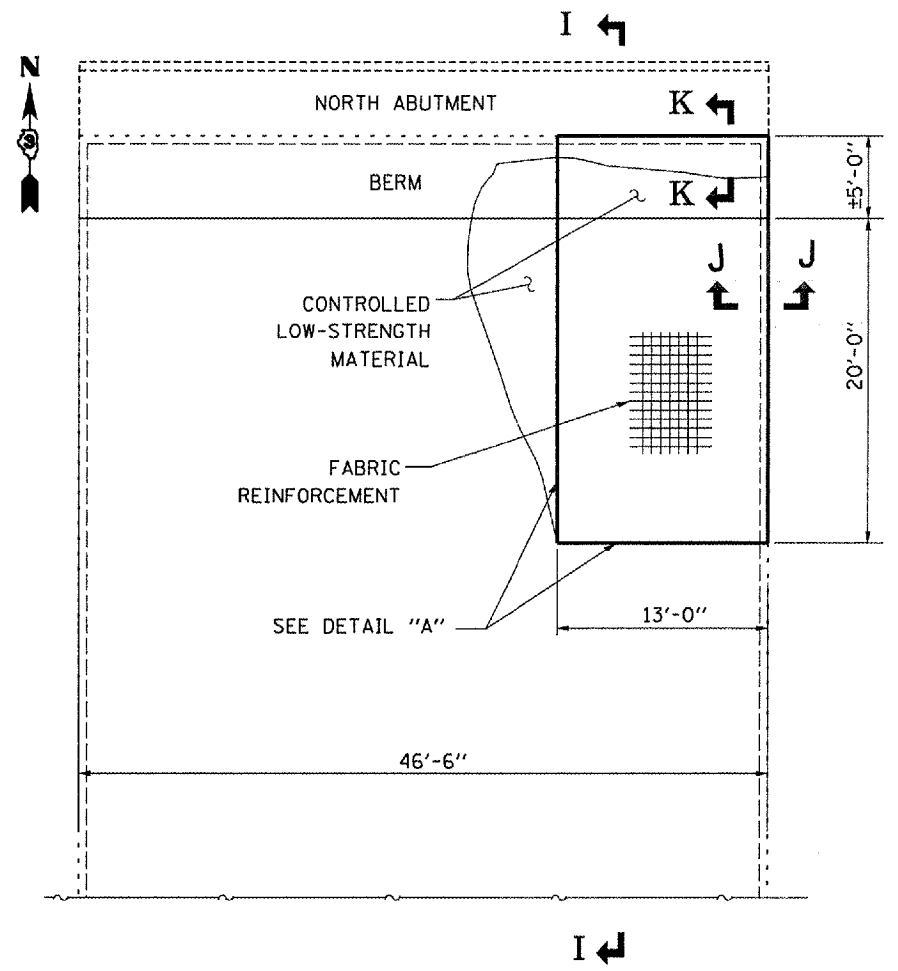 I
N
NORTH ABUTMENT
K
BERM
K
±5'-0"
J
J
CONTROLLED
LOW-STRENGTH
MATERIAL
20'-0"
FABRIC
REINFORCEMENT
SEE DETAIL "A"
13'-0"
46'-6"
I